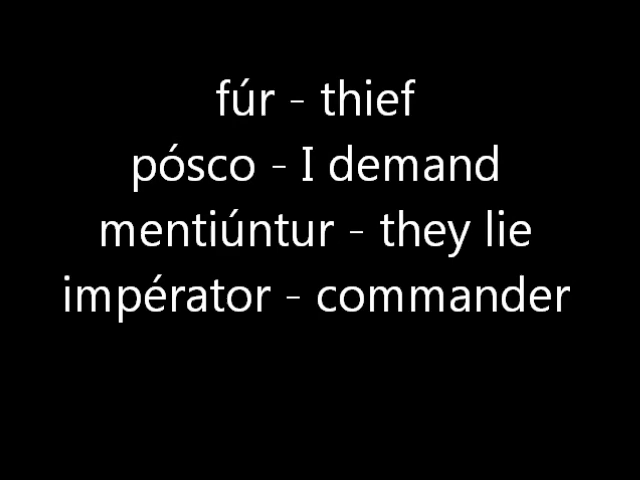 fúr - thief
pósco - I demand
mentiúntur - they lie
impérator - commander